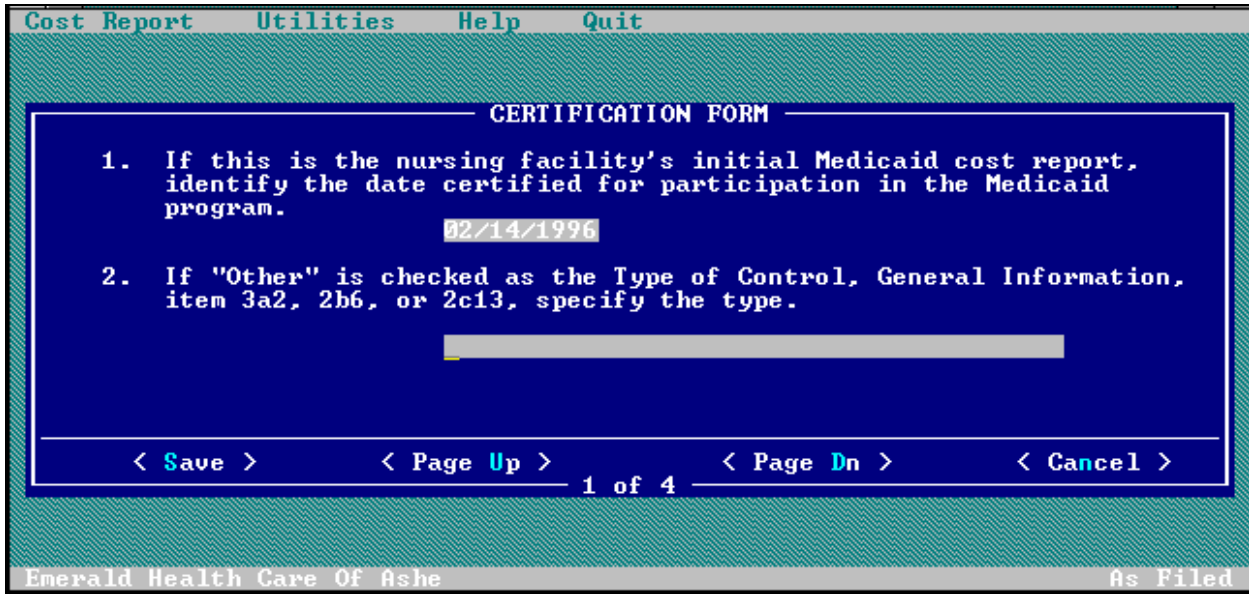 Cost Report Utilities Help Quit
CERTIFICATION FORM
1. If this is the nursing facility's initial Medicaid cost report,
identify the date certified for participation in the Medicaid
program.
02/14/1996
2. If "Other" is checked as the Type of Control, General Information,
item 3a2, 2b6, or 2c13, specify the type.
< Save > < Page Up > < Page Dn > < Cancel >
1 of 4
Emerald Health Care Of Ashe As Filed